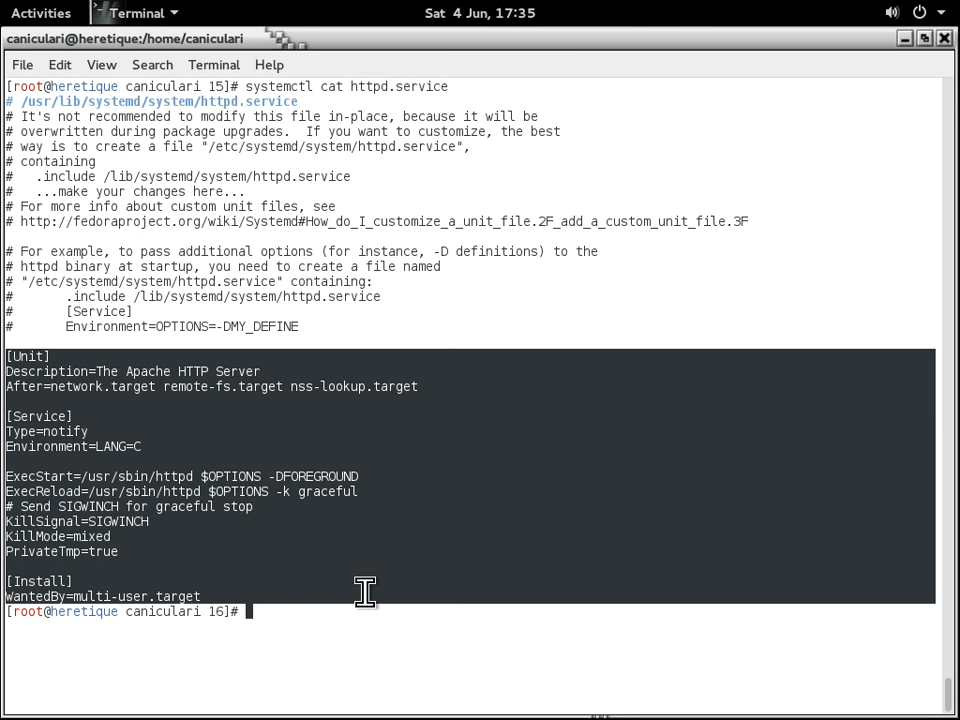 Activities Terminal Sat 4 Jun, 17:35
caniculari@heretique:/home/caniculari
File Edit View Search Terminal Help
[root@heretique caniculari 15]# systemctl cat httpd.service
# /usr/lib/systemd/system/httpd.service
# It's not recommended to modify this file in-place, because it will be
# overwritten during package upgrades.  If you want to customize, the best
# way is to create a file "/etc/systemd/system/httpd.service",
# containing
#   .include /lib/systemd/system/httpd.service
#   ...make your changes here...
# For more info about custom unit files, see
# http://fedoraproject.org/wiki/Systemd#How_do_I_customize_a_unit_file.2F_add_a_custom_unit_file.3F
# For example, to pass additional options (for instance, -D definitions) to the
# httpd binary at startup, you need to create a file named
# "/etc/systemd/system/httpd.service" containing:
#       .include /lib/systemd/system/httpd.service
#       [Service]
#       Environment=OPTIONS=-DMY_DEFINE
[Unit]
Description=The Apache HTTP Server
After=network.target remote-fs.target nss-lookup.target
[Service]
Type=notify
Environment=LANG=C
ExecStart=/usr/sbin/httpd $OPTIONS -DFOREGROUND
ExecReload=/usr/sbin/httpd $OPTIONS -k graceful
# Send SIGWINCH for graceful stop
KillSignal=SIGWINCH
KillMode=mixed
PrivateTmp=true
[Install]
WantedBy=multi-user.target
[root@heretique caniculari 16]#